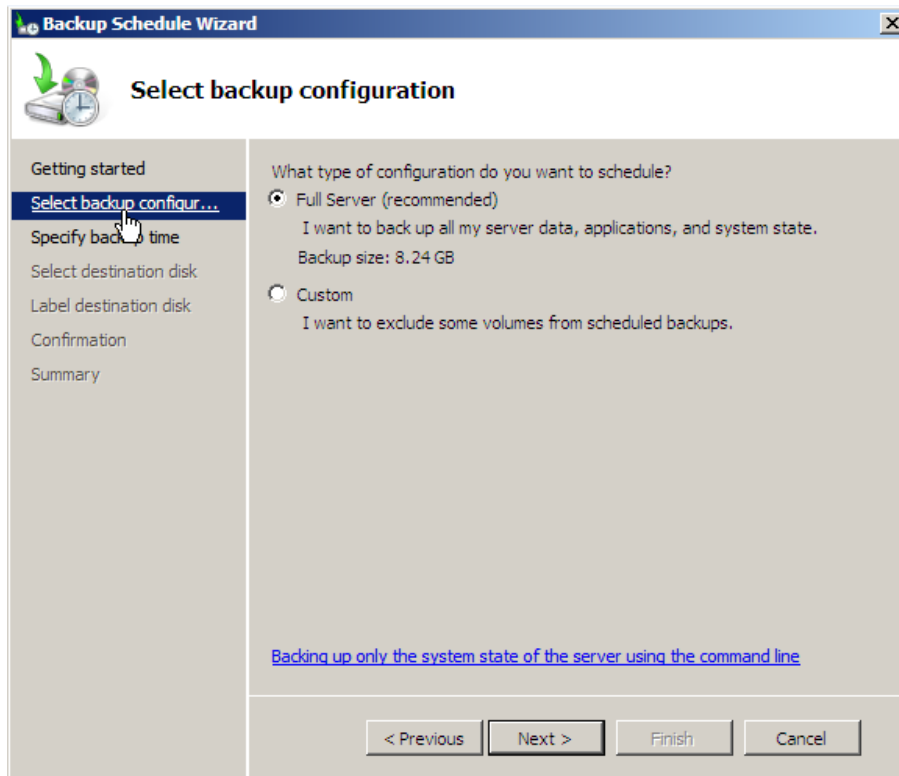 Backup Schedule Wizard
Select backup configuration
Getting started
Select backup configur...
Specify backup time
Select destination disk
Label destination disk
Confirmation
Summary
What type of configuration do you want to schedule?
Full Server (recommended)
I want to back up all my server data, applications, and system state.
Backup size: 8.24 GB
Custom
I want to exclude some volumes from scheduled backups.
Backing up only the system state of the server using the command line
< Previous
Next >
Finish
Cancel